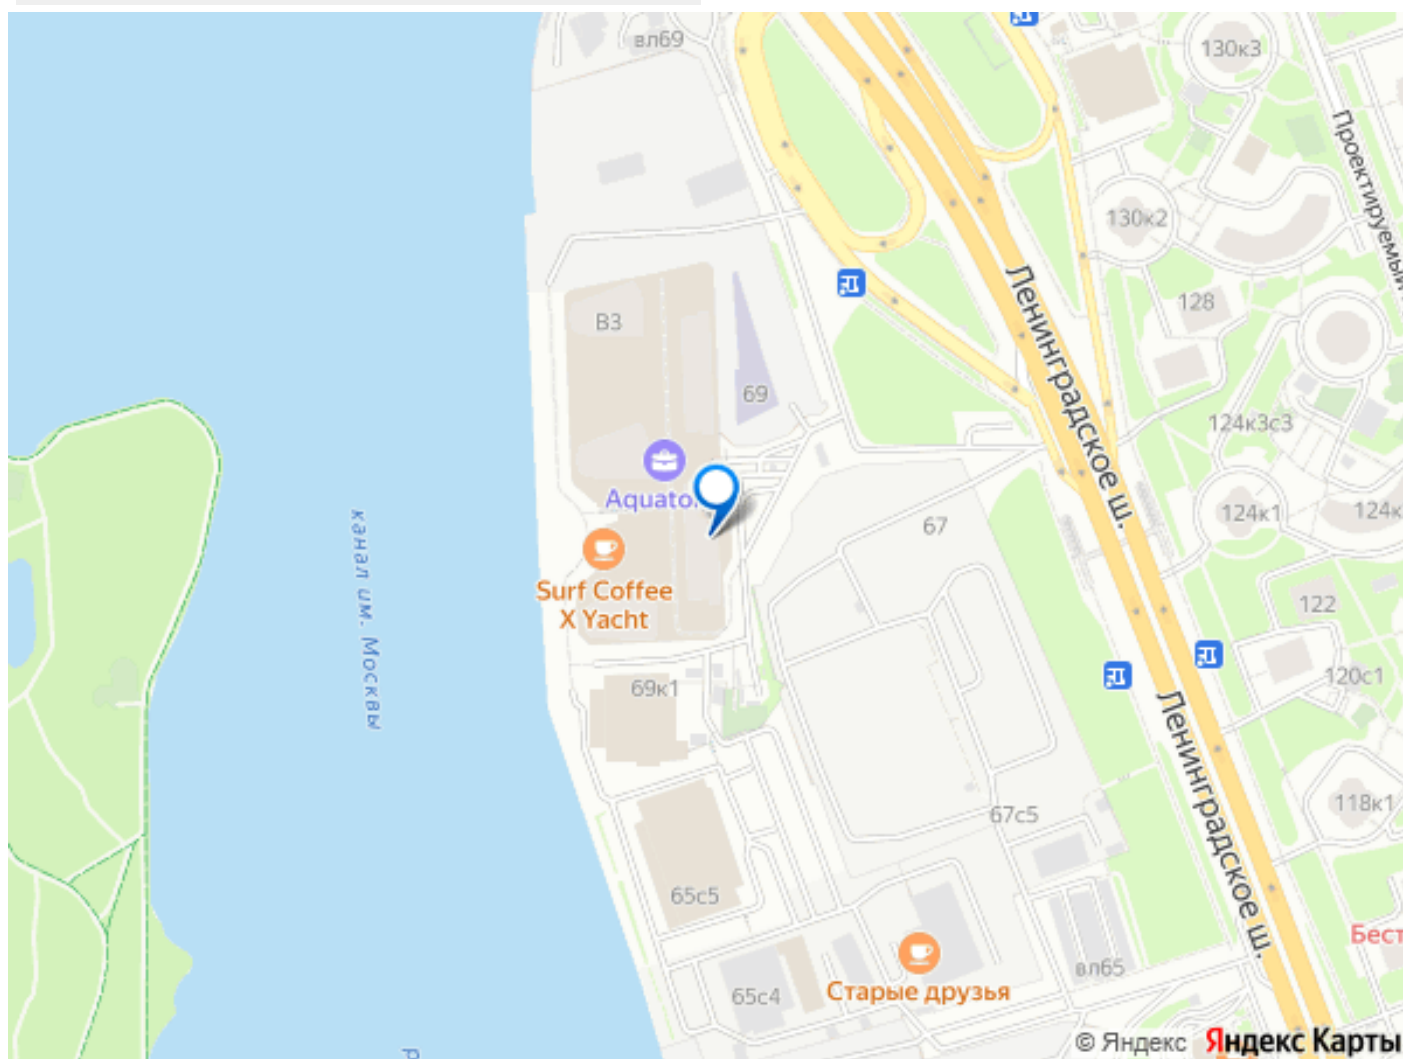 вл69
130к3
Проектируемый
130к2
128
Ленинградское ш.
В3
69
124к3с3
Aquato
124к1
124к
67
канал им. Москвы
Surf Coffee
X Yacht
122
120с1
69к1
Ленинградское ш.
118к1
67с5
65с5
Бест
вл65
65с4
Старые друзья
© Яндекс Яндекс Карты